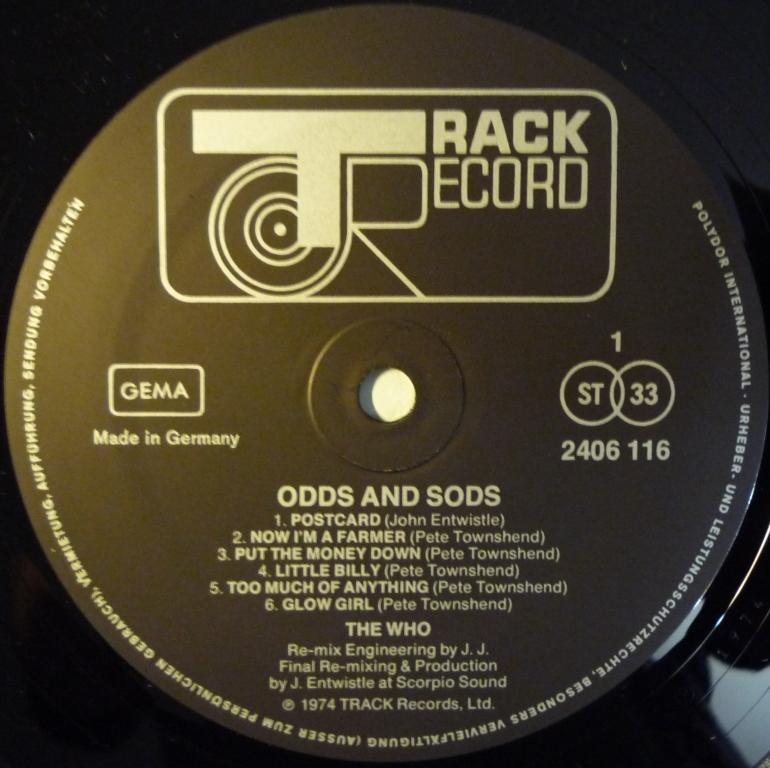 TRACK
RECORD
1
GEMA
ST 33
Made in Germany
2406 116
ODDS AND SODS
1. POSTCARD (John Entwistle)
2. NOW I'M A FARMER (Pete Townshend)
3. PUT THE MONEY DOWN (Pete Townshend)
4. LITTLE BILLY (Pete Townshend)
5. TOO MUCH OF ANYTHING (Pete Townshend)
6. GLOW GIRL (Pete Townshend)
THE WHO
Re-mix Engineering by J. J.
Final Re-mixing & Production
by J. Entwistle at Scorpio Sound
℗ 1974 TRACK Records, Ltd.
POLYDOR INTERNATIONAL · URHEBER- UND LEISTUNGSSCHUTZRECHTE, BESONDERS VERVIELFÄLTIGUNG (AUSSER ZUM PERSÖNLICHEN GEBRAUCH), VERMIETUNG, AUFFÜHRUNG, SENDUNG VORBEHALTEN